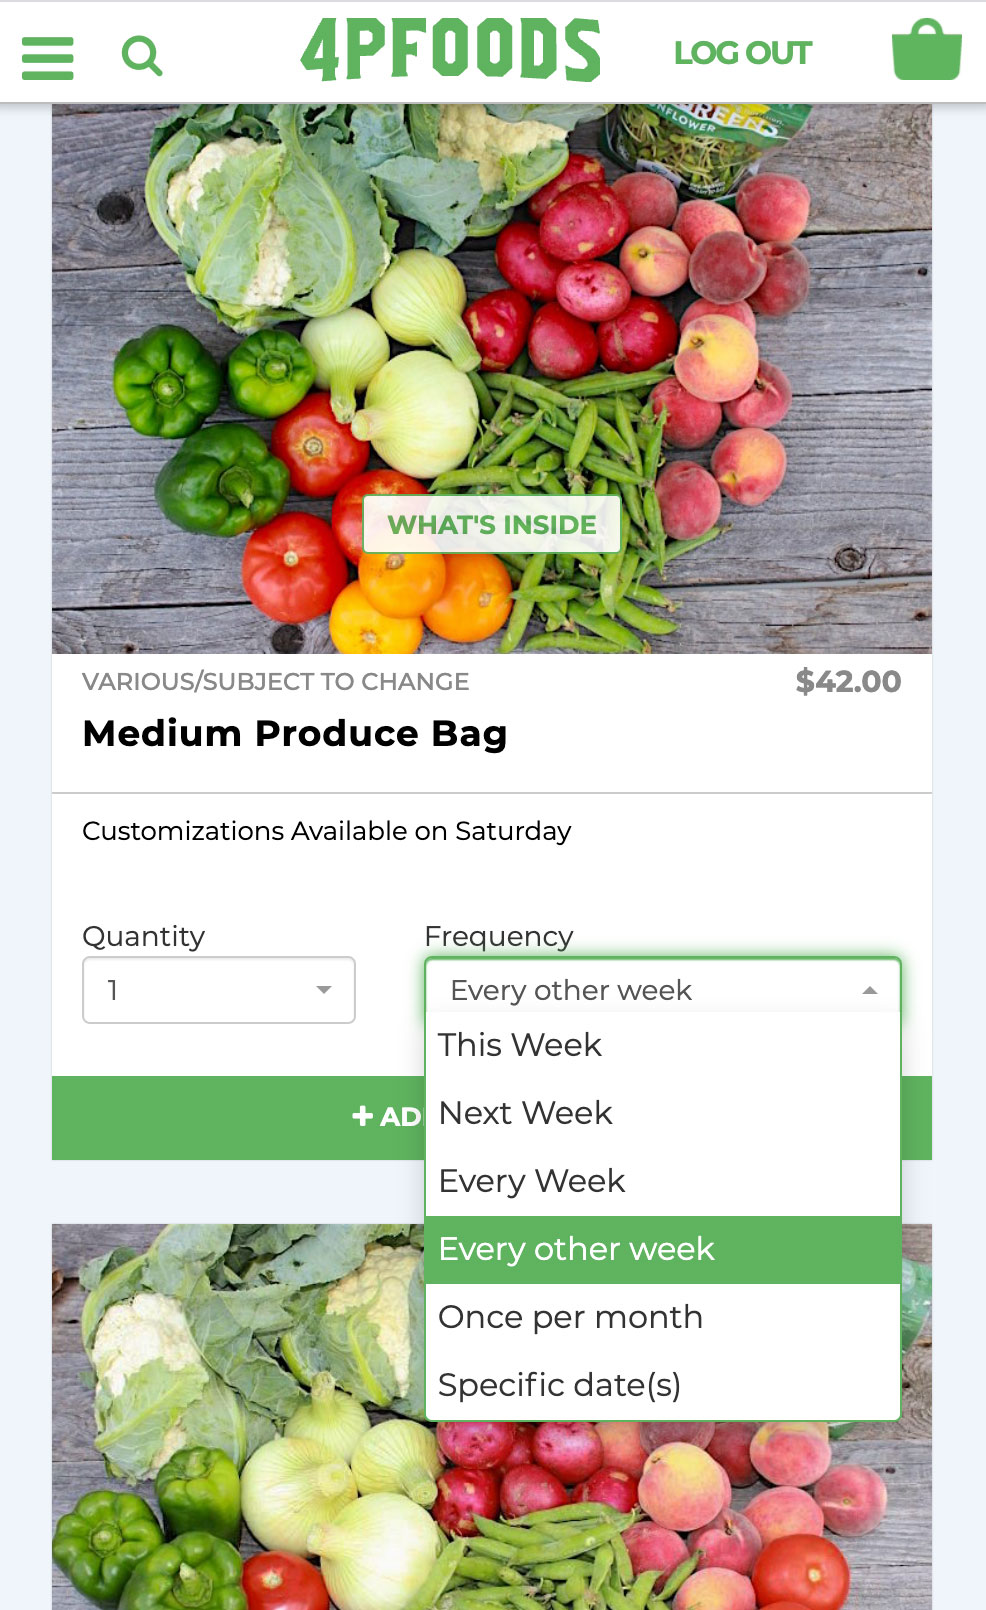 4PFOODS
LOG OUT
GREENS
NFLOWER
WHAT'S INSIDE
VARIOUS/SUBJECT TO CHANGE
$42.00
Medium Produce Bag
Customizations Available on Saturday
Quantity
Frequency
1
Every other week
This Week
+ AD
Next Week
Every Week
Every other week
Once per month
Specific date(s)